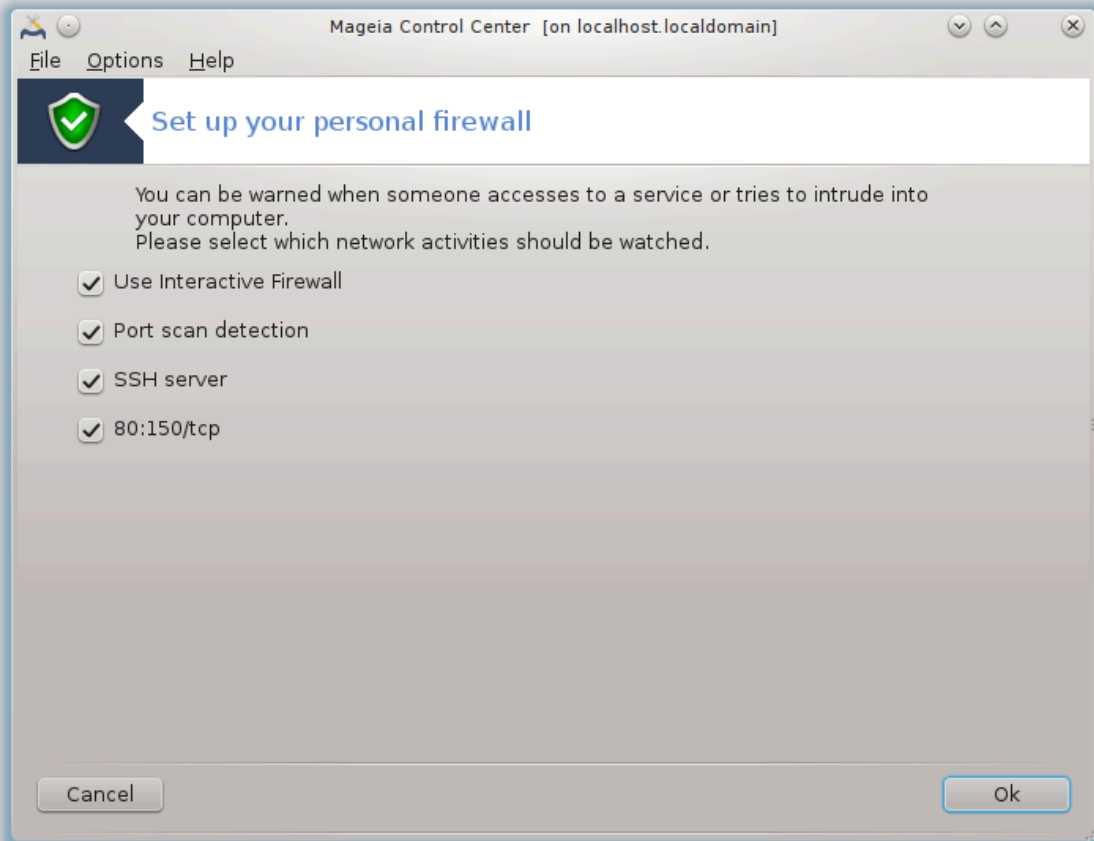 Mageia Control Center [on localhost.localdomain]
File Options Help
Set up your personal firewall
You can be warned when someone accesses to a service or tries to intrude into
your computer.
Please select which network activities should be watched.
Use Interactive Firewall
Port scan detection
SSH server
80:150/tcp
Cancel Ok